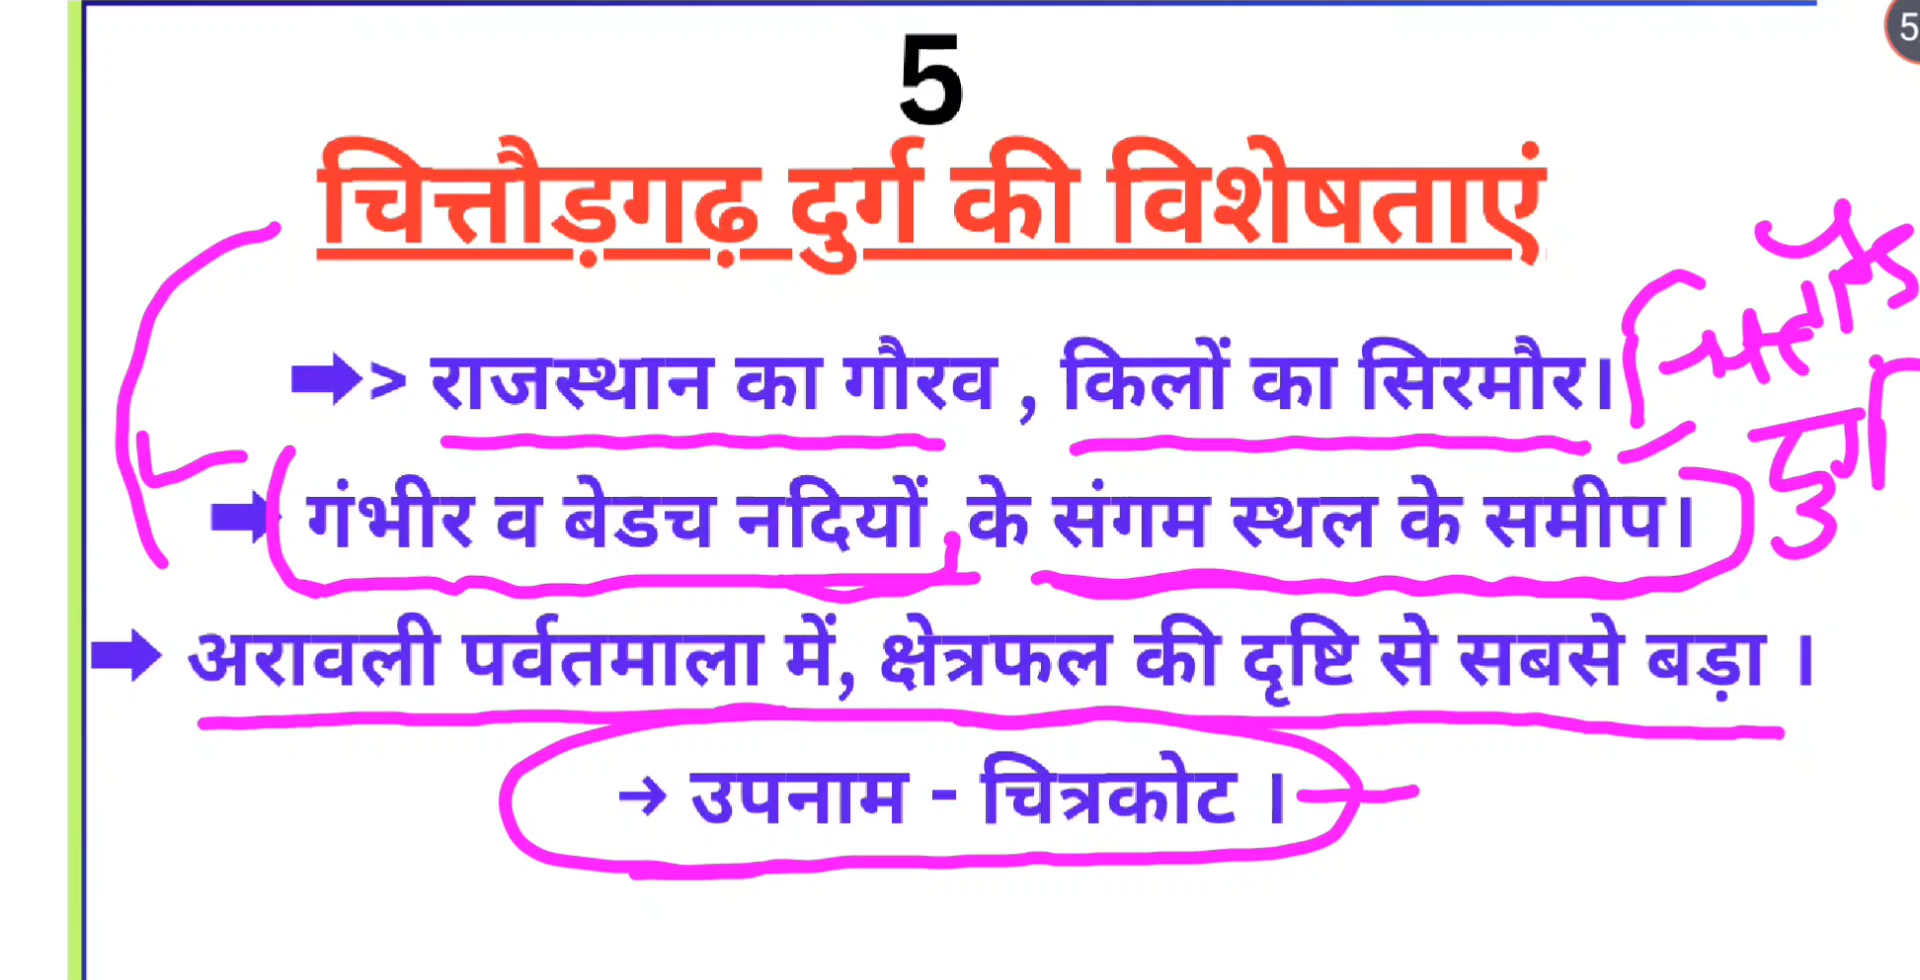 5
5
चित्तौड़गढ़ दुर्ग की विशेषताएं
➡> राजस्थान का गौरव , किलों का सिरमौर।
➡ गंभीर व बेडच नदियों के संगम स्थल के समीप।
दुर्ग
➡ अरावली पर्वतमाला में, क्षेत्रफल की दृष्टि से सबसे बड़ा ।
→ उपनाम - चित्रकोट ।